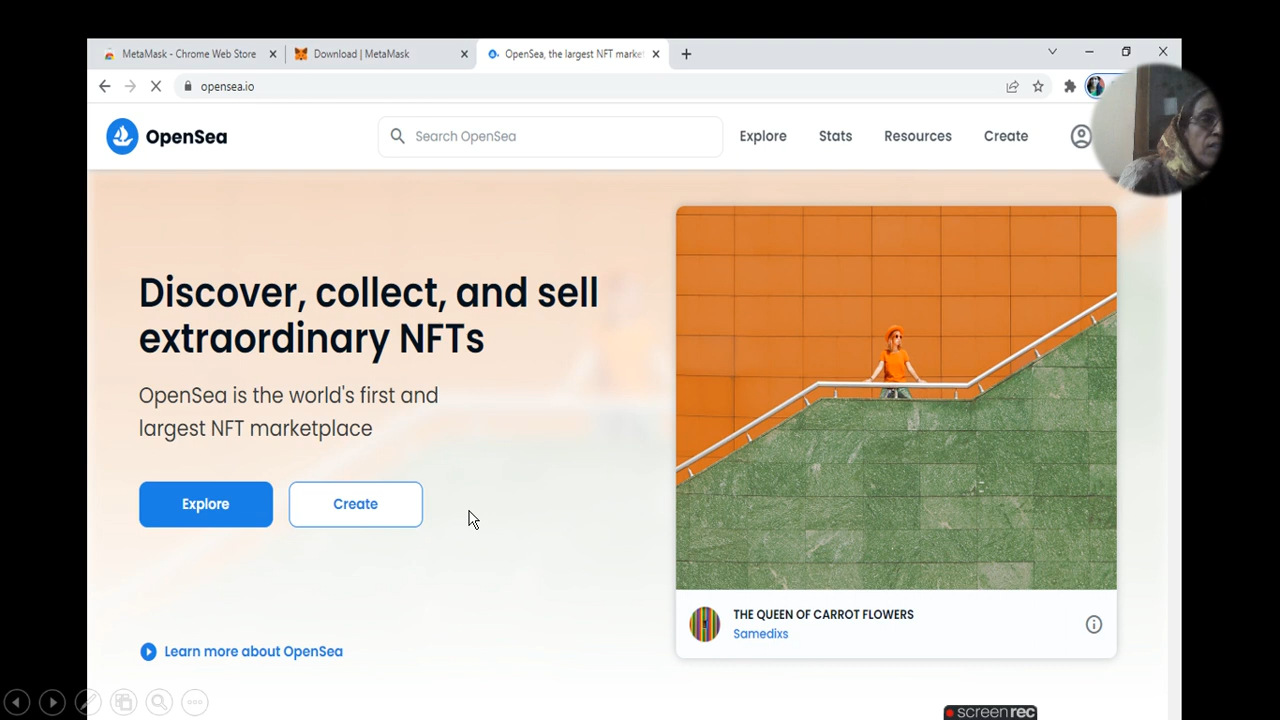 MetaMask - Chrome Web Store
Download | MetaMask
OpenSea, the largest NFT market
opensea.io
OpenSea
Search OpenSea
Explore
Stats
Resources
Create
Discover, collect, and sell
extraordinary NFTs
OpenSea is the world's first and
largest NFT marketplace
Explore
Create
THE QUEEN OF CARROT FLOWERS
Samedixs
Learn more about OpenSea
screenrec